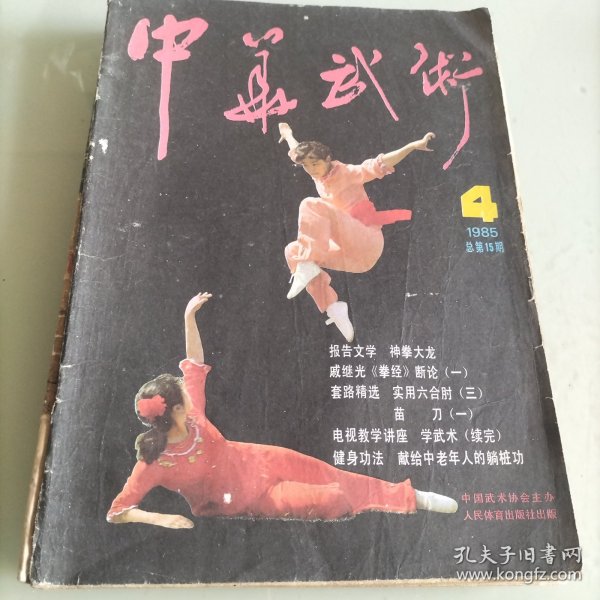 中華武術
4
1985
总第15期
报告文学 神拳大龙
戚继光《拳经》断论(一)
套路精选 实用六合肘(三)
苗 刀(一)
电视教学讲座 学武术(续完)
健身功法 献给中老年人的躺桩功
中国武术协会主办
人民体育出版社出版
孔夫子旧书网
www.kongfz.com